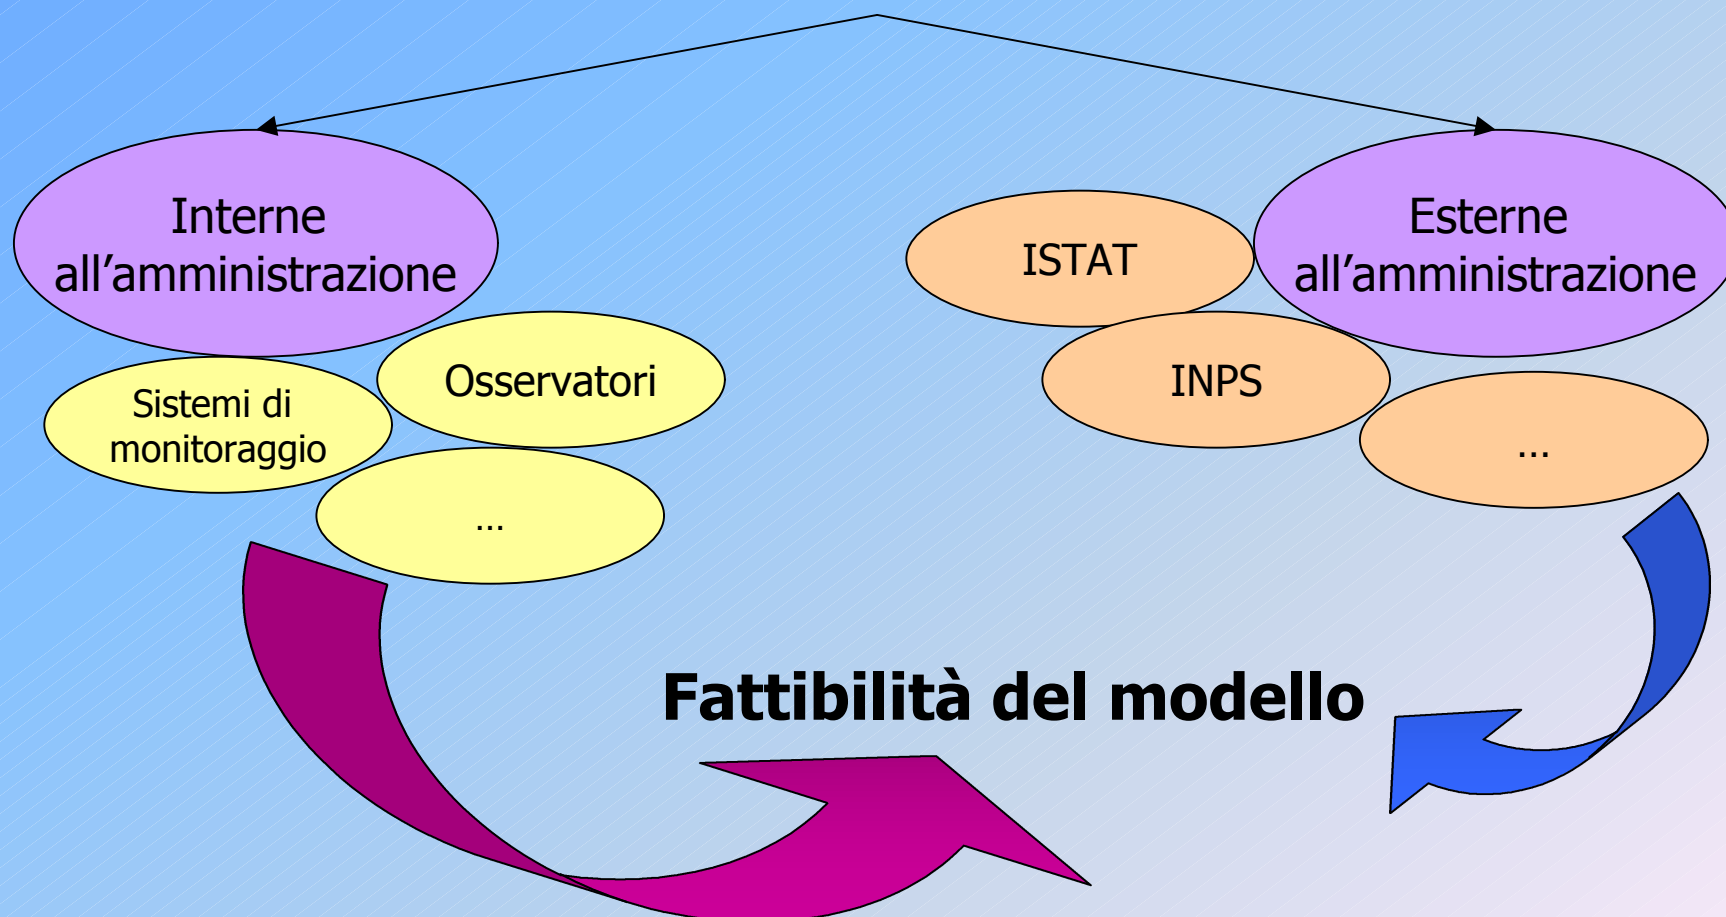 Interne
all’amministrazione
Sistemi di
monitoraggio
Osservatori
...
ISTAT
INPS
Esterne
all’amministrazione
...
Fattibilità del modello